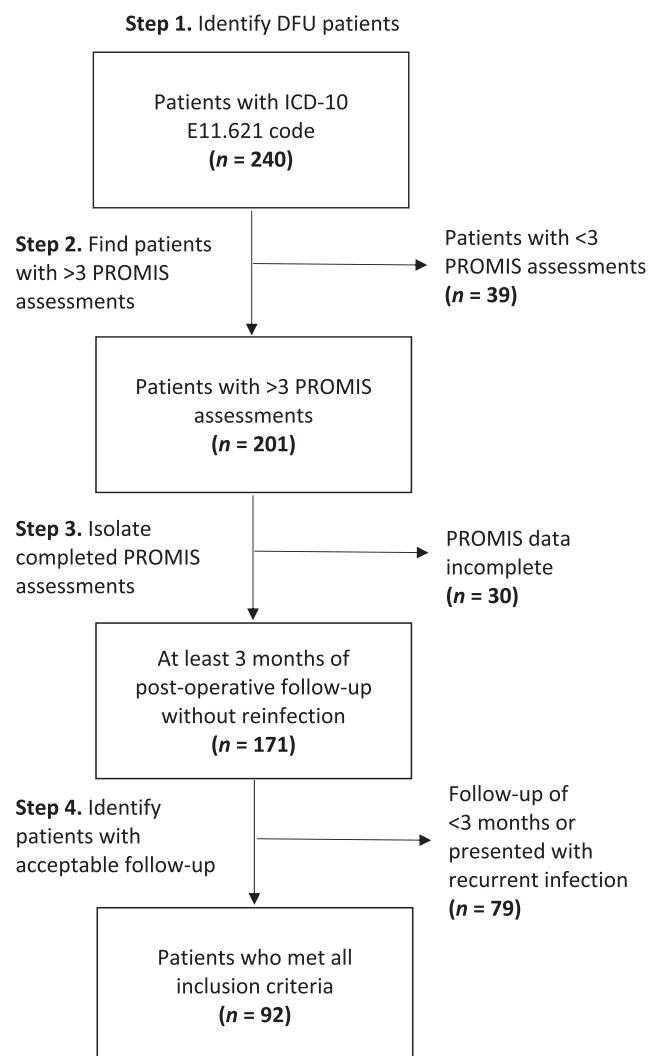 Step 1. Identify DFU patients
Patients with ICD-10
E11.621 code
(n = 240)
Step 2. Find patients
with >3 PROMIS
assessments
Patients with <3
PROMIS assessments
(n = 39)
Patients with >3 PROMIS
assessments
(n = 201)
Step 3. Isolate
completed PROMIS
assessments
PROMIS data
incomplete
(n = 30)
At least 3 months of
post-operative follow-up
without reinfection
(n = 171)
Step 4. Identify
patients with
acceptable follow-up
Follow-up of
<3 months or
presented with
recurrent infection
(n = 79)
Patients who met all
inclusion criteria
(n = 92)